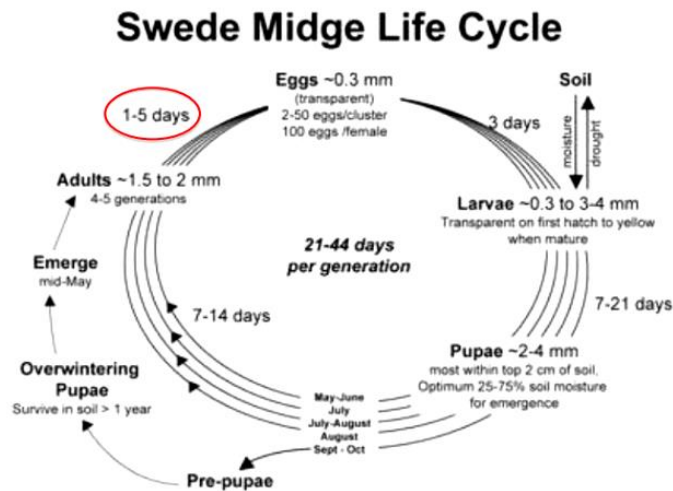 Swede Midge Life Cycle
Eggs ~0.3 mm
(transparent)
2-50 eggs/cluster
100 eggs /female
Soil
moisture
drought
1-5 days
3 days
Adults ~1.5 to 2 mm
4-5 generations
Larvae ~0.3 to 3-4 mm
Transparent on first hatch to yellow
when mature
21-44 days
per generation
Emerge
mid-May
7-14 days
7-21 days
Pupae ~2-4 mm
most within top 2 cm of soil,
Optimum 25-75% soil moisture
for emergence
Overwintering
Pupae
Survive in soil > 1 year
May-June
July
July-August
August
Sept - Oct
Pre-pupae